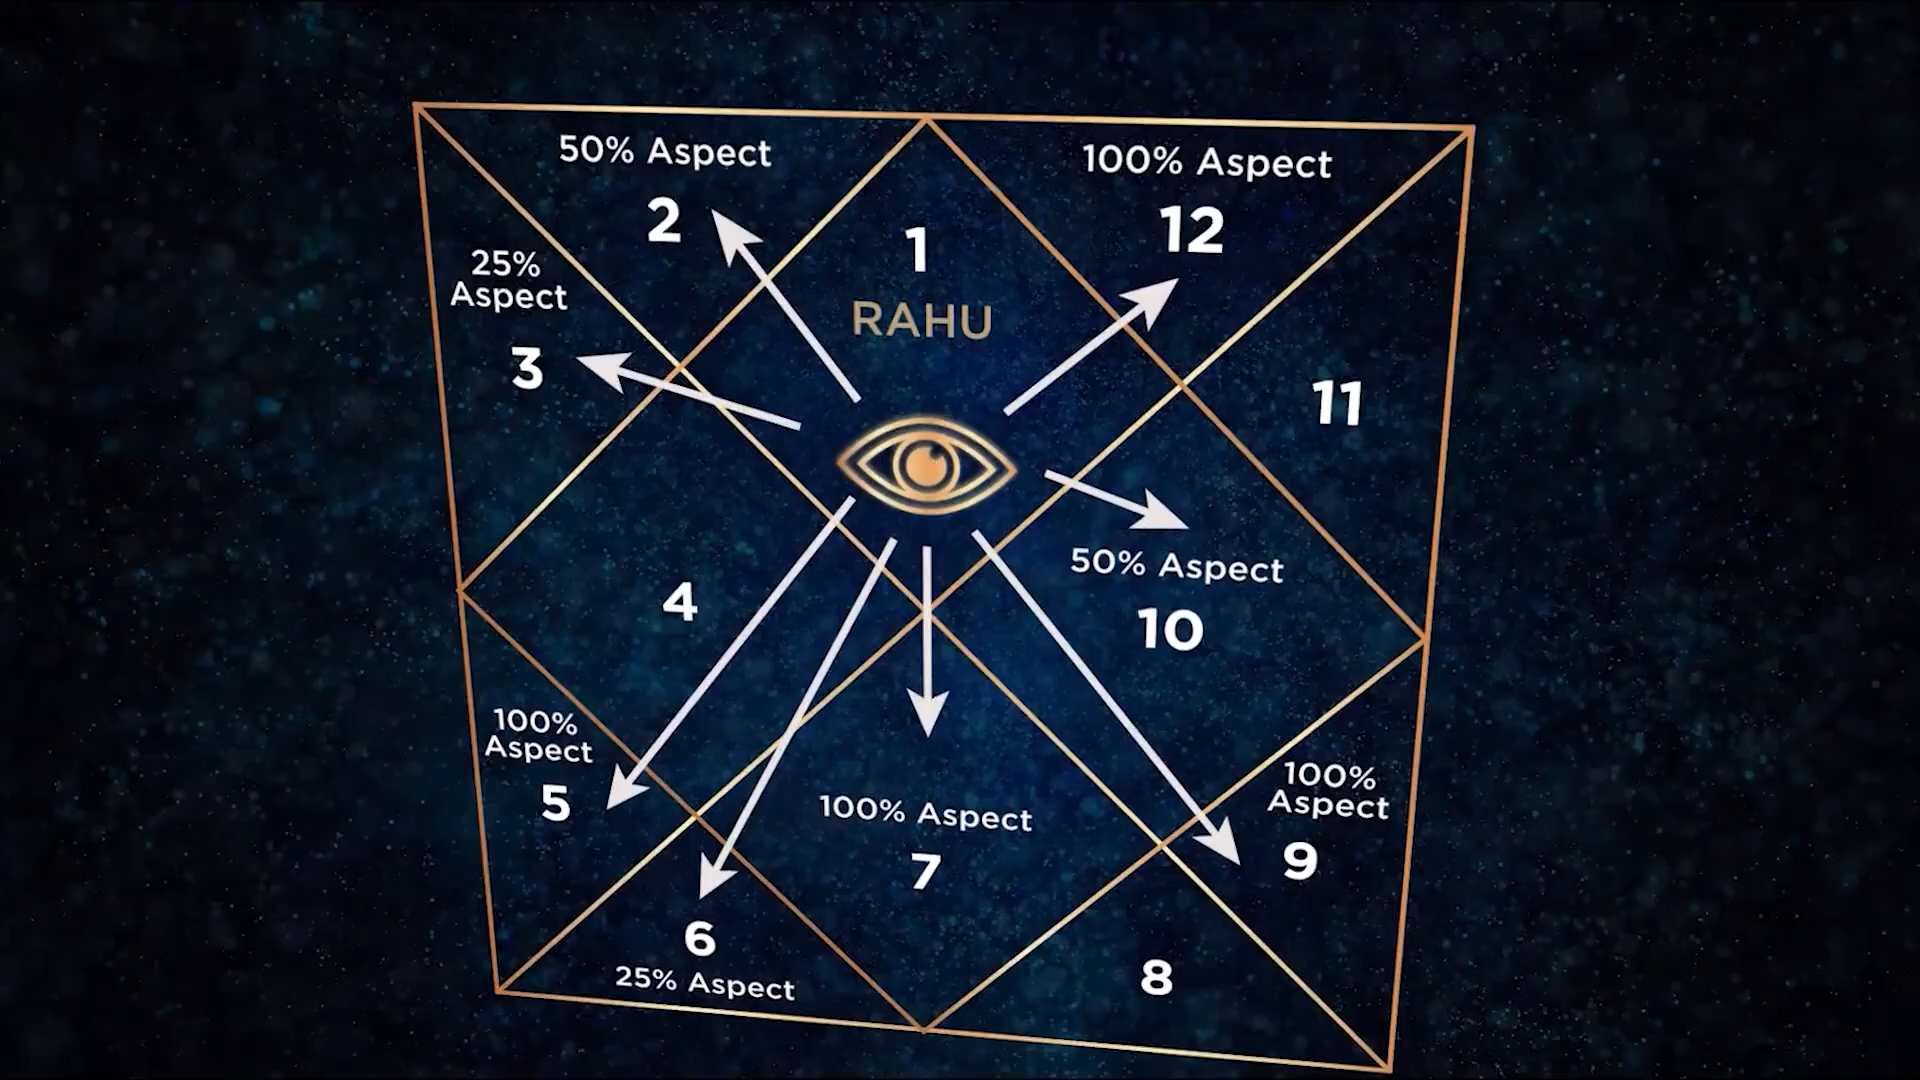 50% Aspect
2
100% Aspect
12
1
RAHU
25%
Aspect
3
11
4
50% Aspect
10
100%
Aspect
5
100% Aspect
7
100%
Aspect
9
6
25% Aspect
8